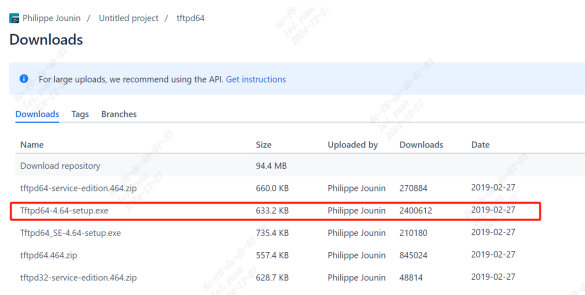 Philippe Jounin / Untitled project / tftpd64
Downloads
For large uploads, we recommend using the API. Get instructions
Downloads Tags Branches
Name Size Uploaded by Downloads Date
Download repository 94.4 MB
tftpd64-service-edition.464.zip 660.0 KB Philippe Jounin 270884 2019-02-27
Tftpd64-4.64-setup.exe 633.2 KB Philippe Jounin 2400612 2019-02-27
Tftpd64_SE-4.64-setup.exe 735.4 KB Philippe Jounin 210180 2019-02-27
tftpd64.464.zip 557.4 KB Philippe Jounin 845024 2019-02-27
tftpd32-service-edition.464.zip 628.7 KB Philippe Jounin 48814 2019-02-27